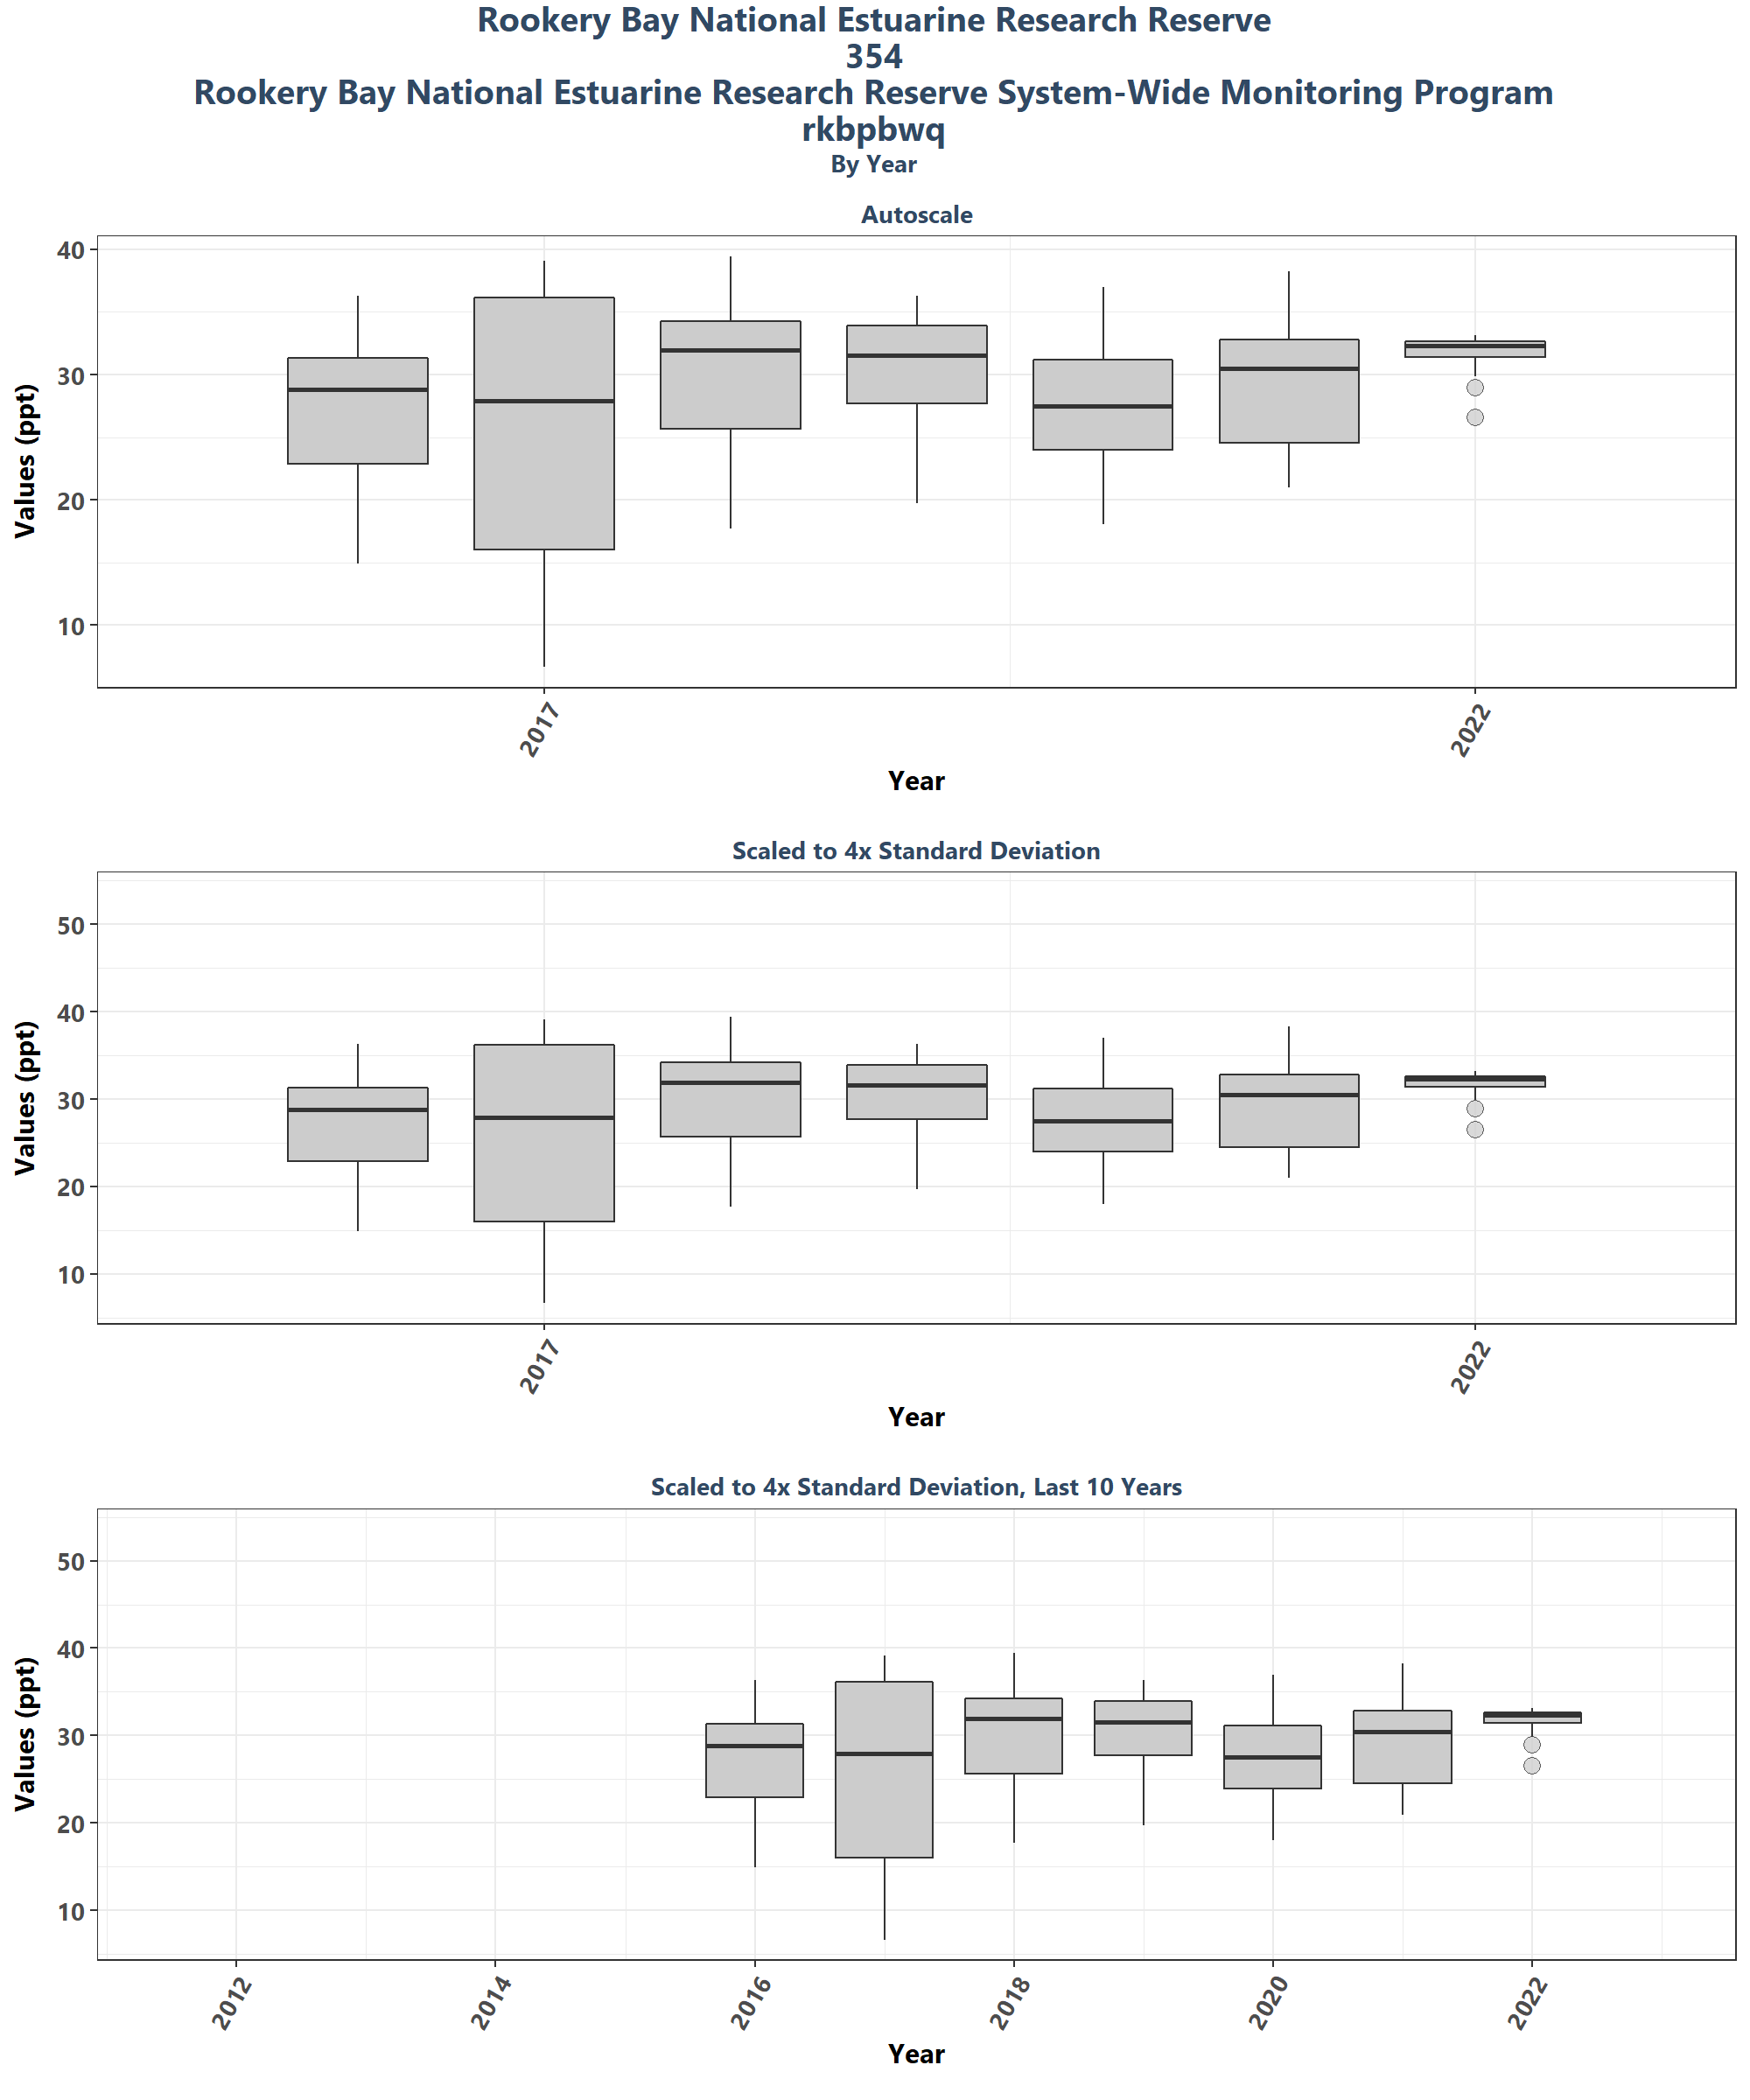 Rookery Bay National Estuarine Research Reserve
354
Rookery Bay National Estuarine Research Reserve System-Wide Monitoring Program
rkbpbwq
By Year
Autoscale
Values (ppt)
40
30
20
10
2017
2022
Year
Scaled to 4x Standard Deviation
Values (ppt)
50
40
30
20
10
2017
2022
Year
Scaled to 4x Standard Deviation, Last 10 Years
Values (ppt)
50
40
30
20
10
2012
2014
2016
2018
2020
2022
Year